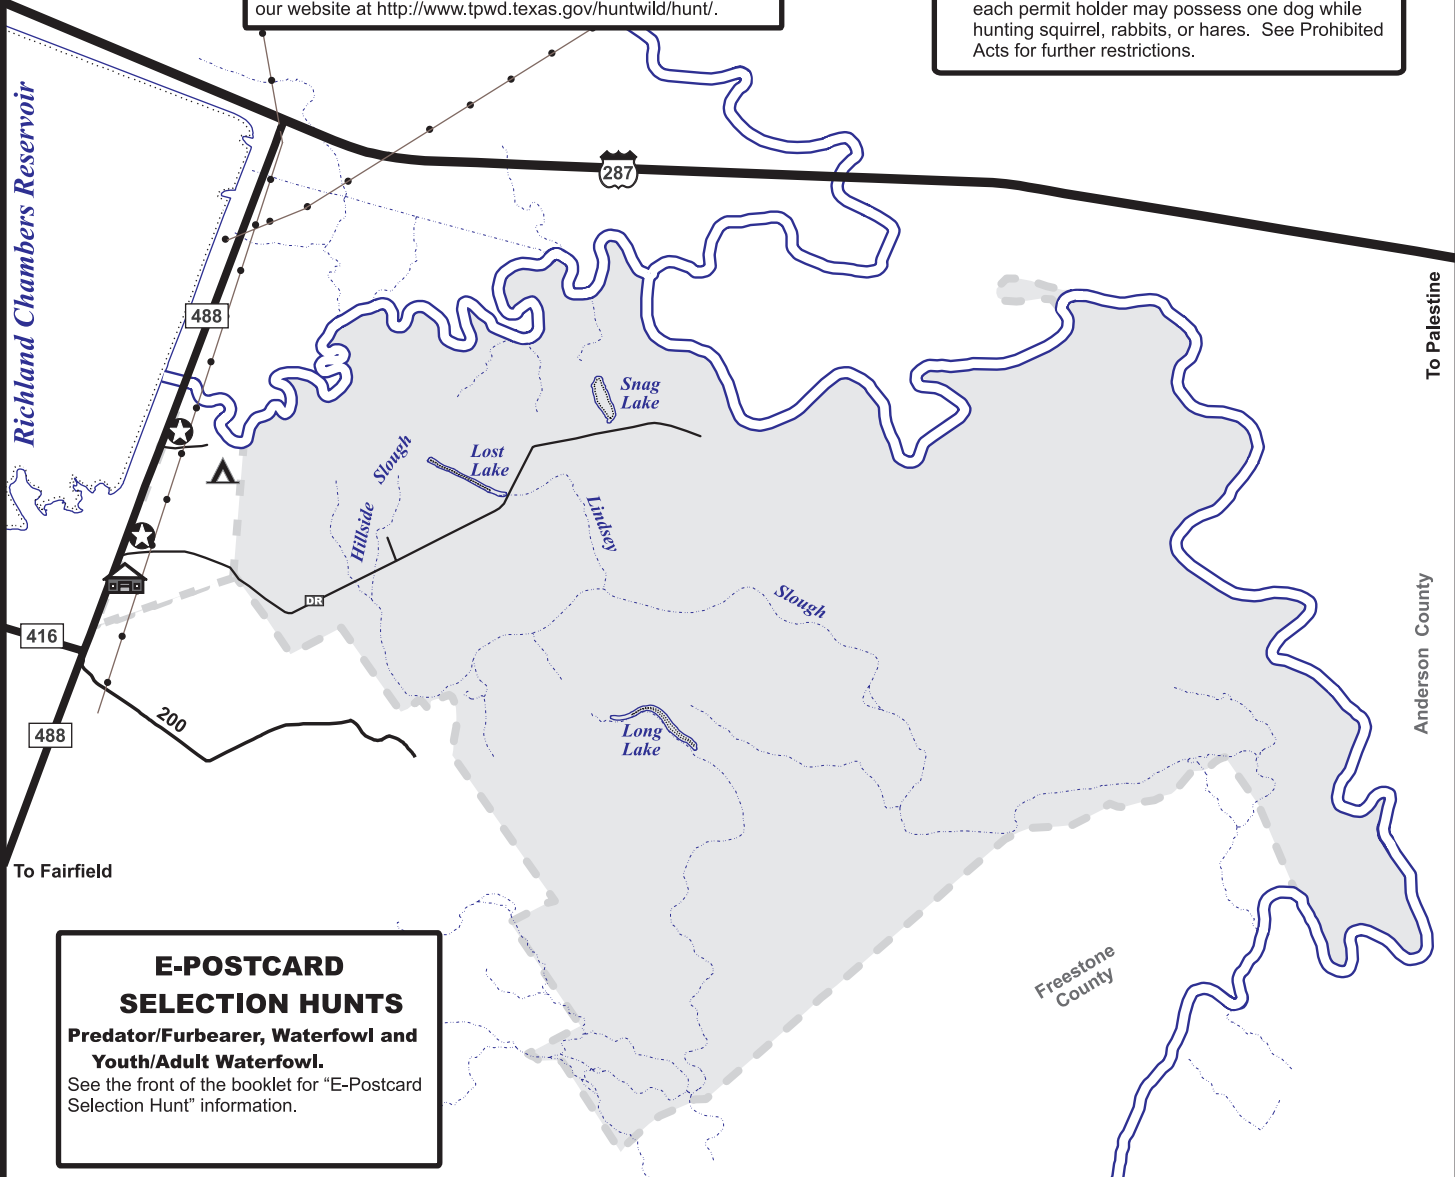 our website at http://www.tpwd.texas.gov/huntwild/hunt/.
each permit holder may possess one dog while
hunting squirrel, rabbits, or hares. See Prohibited
Acts for further restrictions.
Richland Chambers Reservoir
287
488
To Palestine
Snag
Lake
Lost
Lake
Hillside Slough
Lindsey
Slough
DR
416
200
488
Long
Lake
Anderson County
To Fairfield
Freestone
County
E-POSTCARD
SELECTION HUNTS
Predator/Furbearer, Waterfowl and
Youth/Adult Waterfowl.
See the front of the booklet for “E-Postcard
Selection Hunt” information.